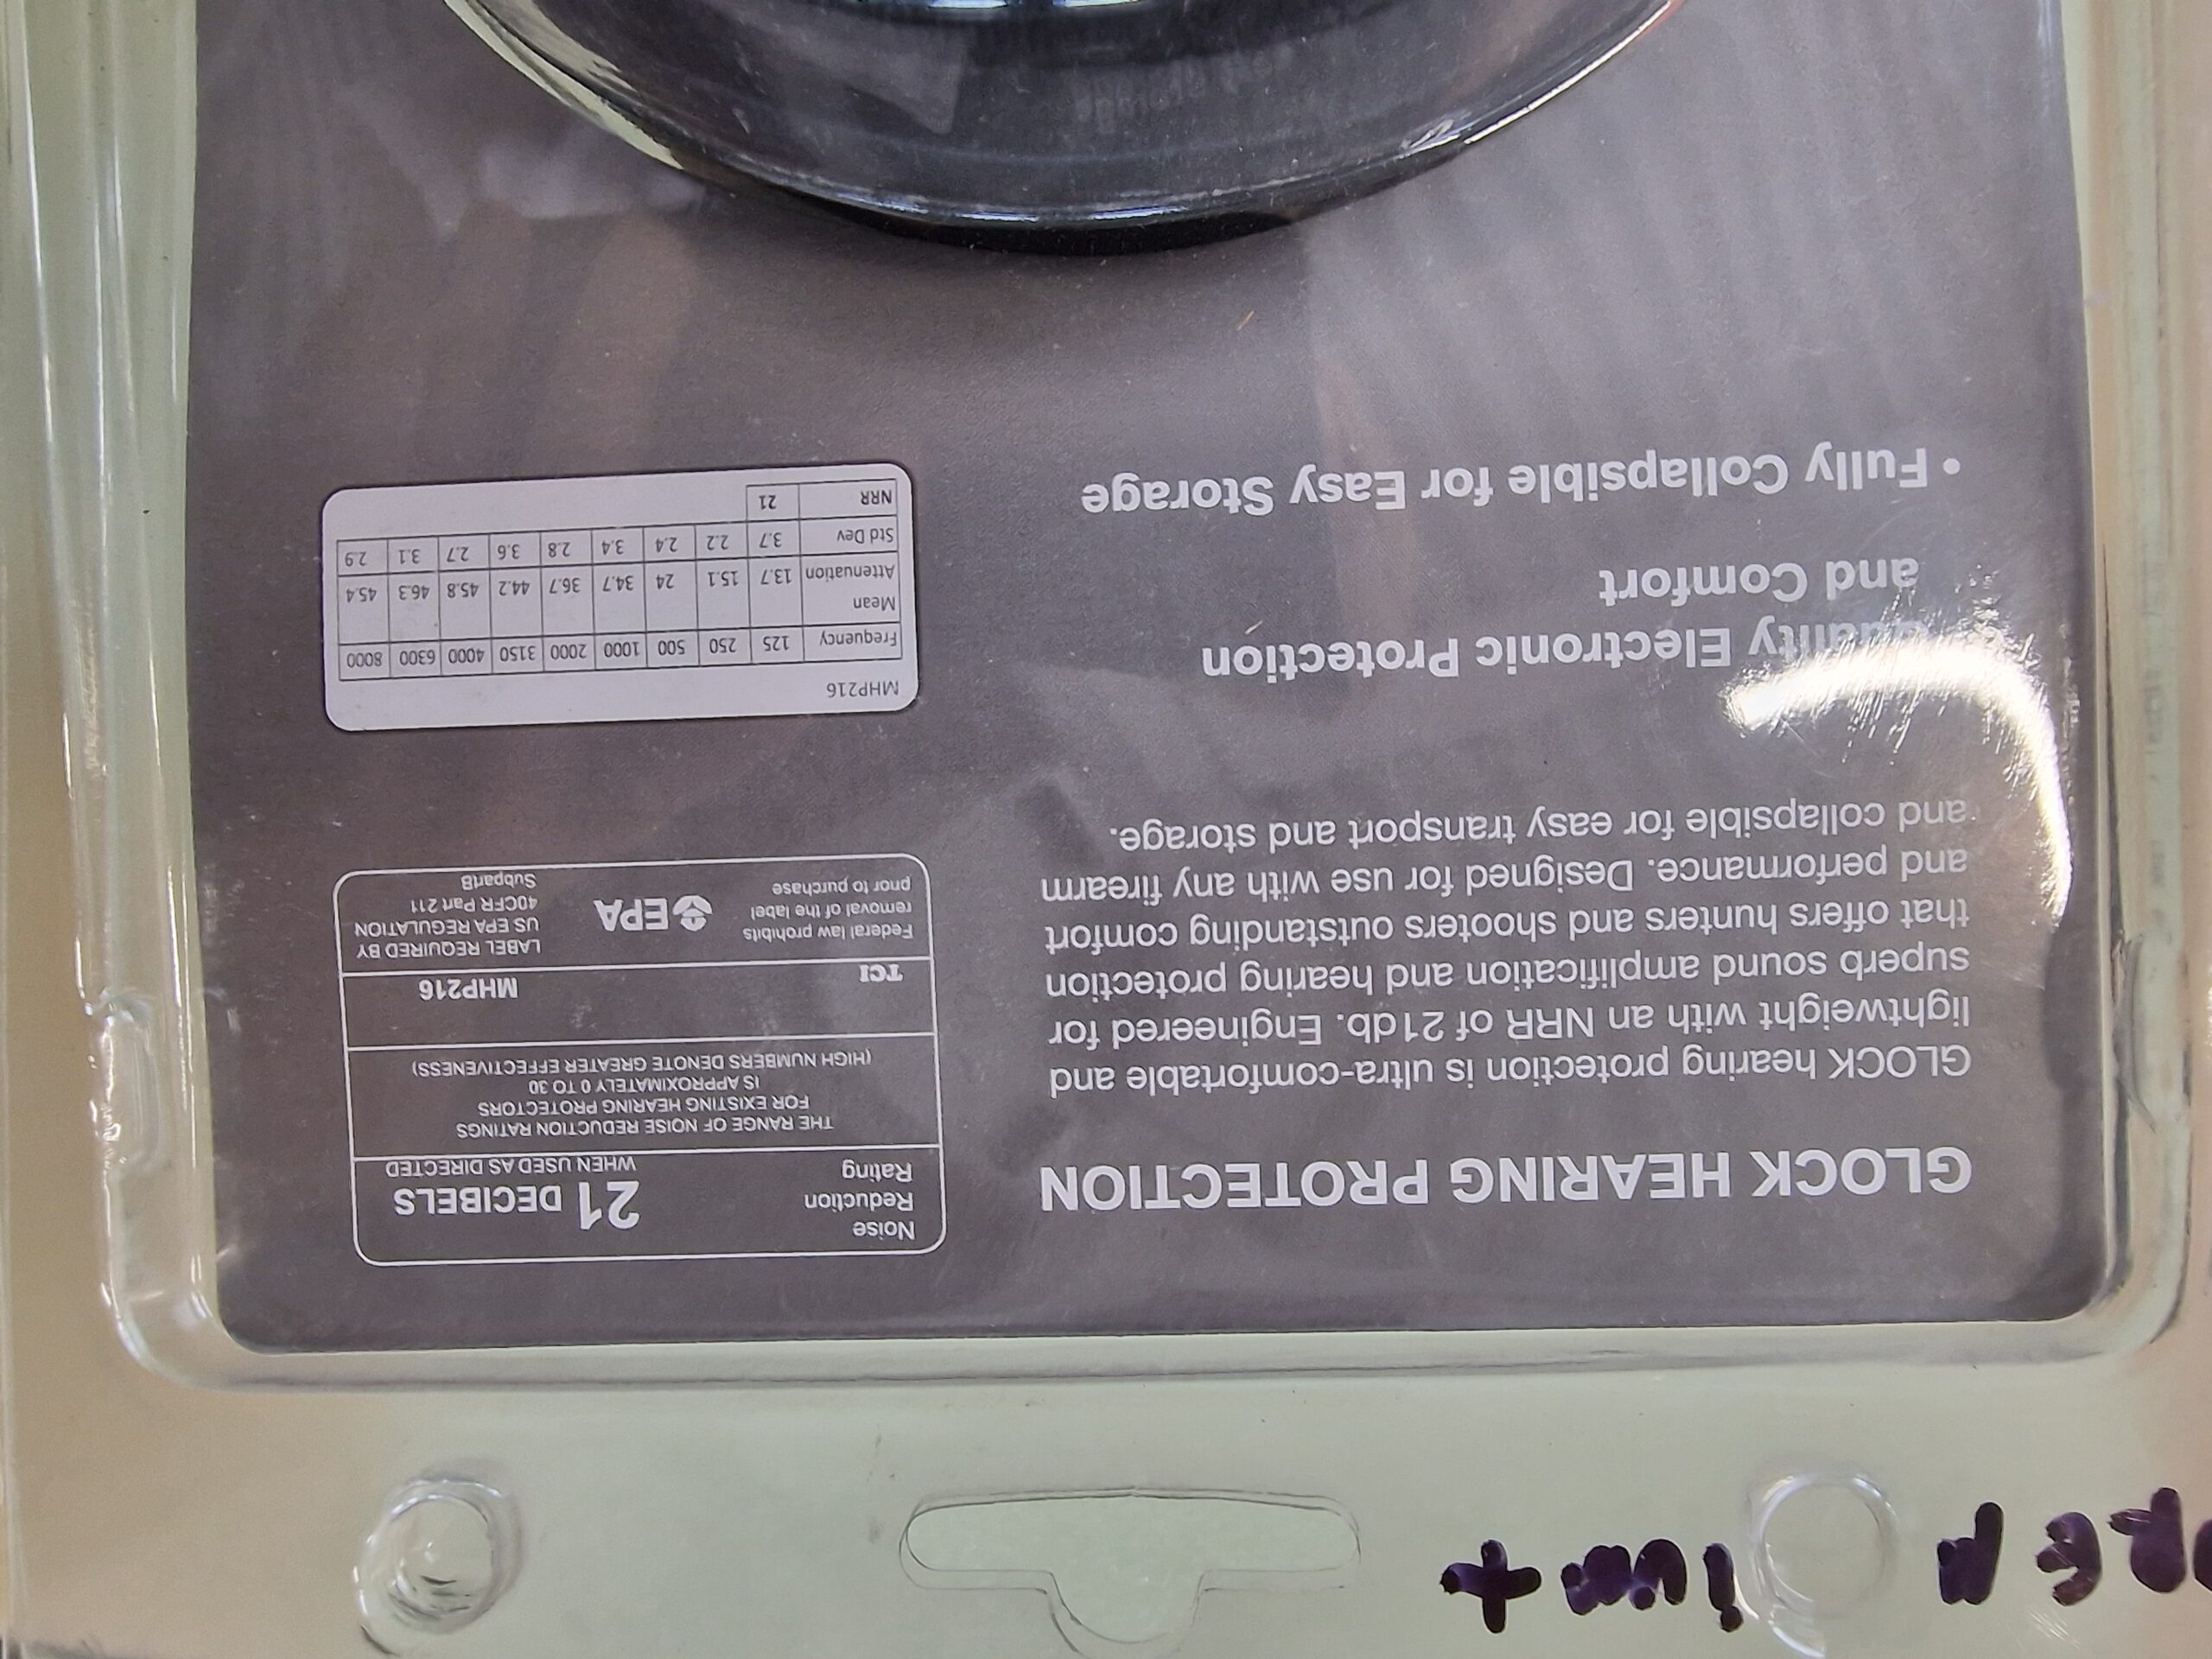 GLOCK HEARING PROTECTION
GLOCK hearing protection is ultra-comfortable and
lightweight with an NRR of 21db. Engineered for
superb sound amplification and hearing protection
that offers hunters and shooters outstanding comfort
and performance. Designed for use with any firearm
and collapsible for easy transport and storage.
Quality Electronic Protection
and Comfort
• Fully Collapsible for Easy Storage
Noise
Reduction
Rating
21 DECIBELS
WHEN USED AS DIRECTED
THE RANGE OF NOISE REDUCTION RATINGS
FOR EXISTING HEARING PROTECTORS
IS APPROXIMATELY 0 TO 30
(HIGH NUMBERS DENOTE GREATER EFFECTIVENESS)
TCI MHP216
Federal law prohibits
removal of the label
prior to purchase
EPA
LABEL REQUIRED BY
US EPA REGULATION
40CFR Part 211
SubpartB
MHP216
Frequency 125 250 500 1000 2000 3150 4000 6300 8000
Mean
Attenuation 13.7 15.1 24 34.7 36.7 44.2 45.8 46.3 45.4
Std Dev 3.7 2.2 2.4 3.4 2.8 3.6 2.7 3.1 2.9
NRR 21